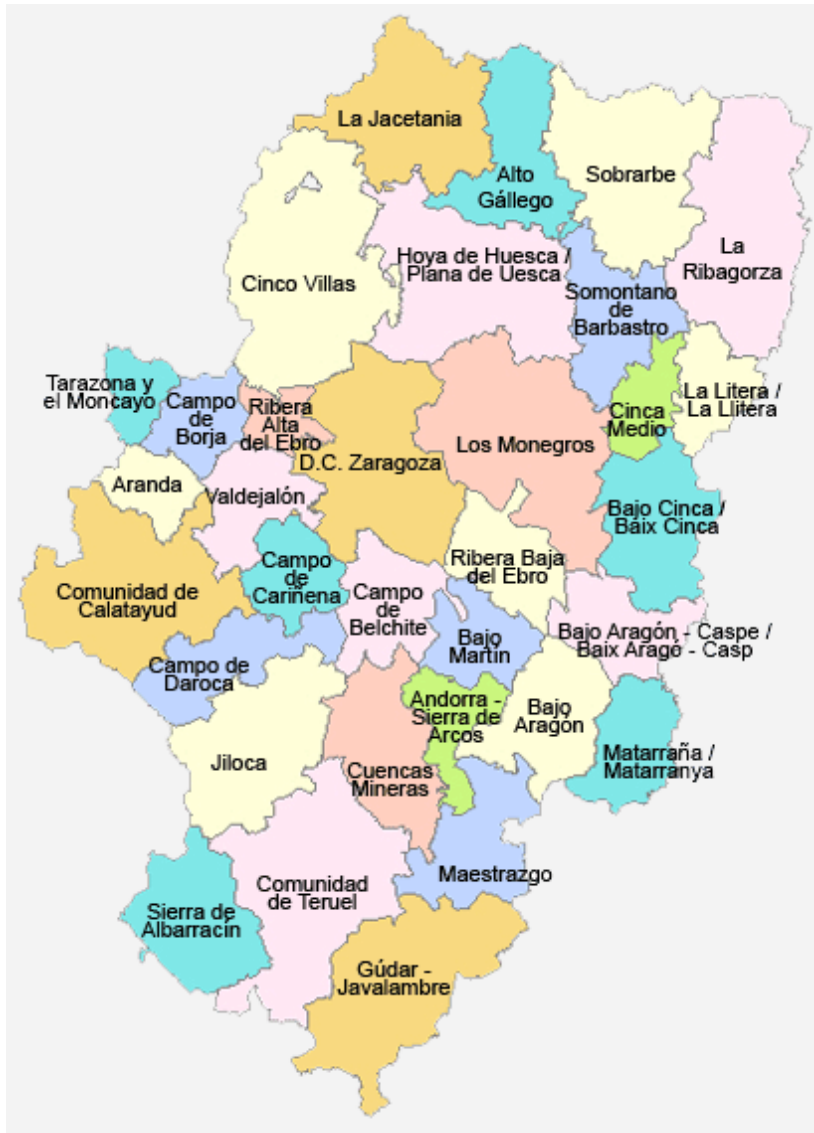 La Jacetania
Alto
Gállego
Sobrarbe
La
Ribagorza
Hoya de Huesca /
Plana de Uesca
Cinco Villas
Somontano
de
Barbastro
Tarazona y
el Moncayo
Campo
de
Borja
Ribera
Alta
del Ebro
D.C. Zaragoza
Los Monegros
Cinca
Medio
La Litera /
La Llitera
Aranda
Valdejalón
Bajo Cinca /
Baix Cinca
Comunidad de
Calatayud
Campo
de
Cariñena
Campo
de
Belchite
Ribera Baja
del Ebro
Bajo
Martín
Bajo Aragón - Caspe /
Baix Aragó - Casp
Campo de
Daroca
Andorra -
Sierra de
Arcos
Bajo
Aragón
Jiloca
Cuencas
Mineras
Matarraña /
Matarranya
Maestrazgo
Comunidad
de Teruel
Sierra de
Albarracín
Gúdar -
Javalambre